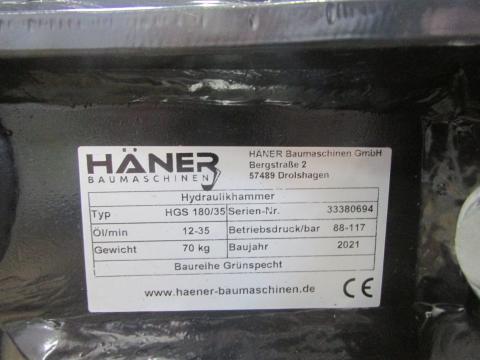 HÄNER
BAUMASCHINEN
HÄNER Baumaschinen GmbH
Bergstraße 2
57489 Drolshagen
Hydraulikhammer
Typ HGS 180/35 Serien-Nr. 33380694
Öl/min 12-35 Betriebsdruck/bar 88-117
Gewicht 70 kg Baujahr 2021
Baureihe Grünspecht
www.haener-baumaschinen.de CE